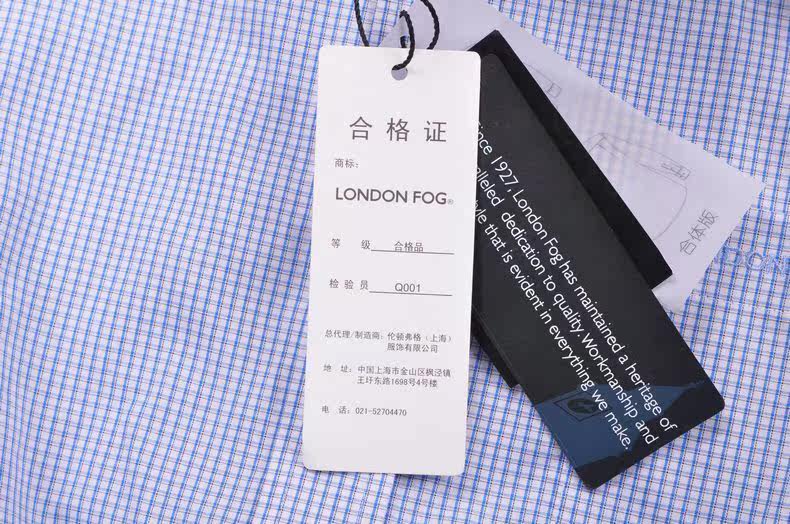 合格证
商标：
LONDON FOG®
等 级 合格品
检验员 Q001
总代理/制造商：伦顿弗格（上海）
服饰有限公司
地 址：中国上海市金山区枫泾镇
王圩东路1698号4号楼
电 话：021-52704470
Since 1927, London Fog has maintained a heritage of
dedication to quality. Workmanship and
style that is evident in everything we make.
合体版